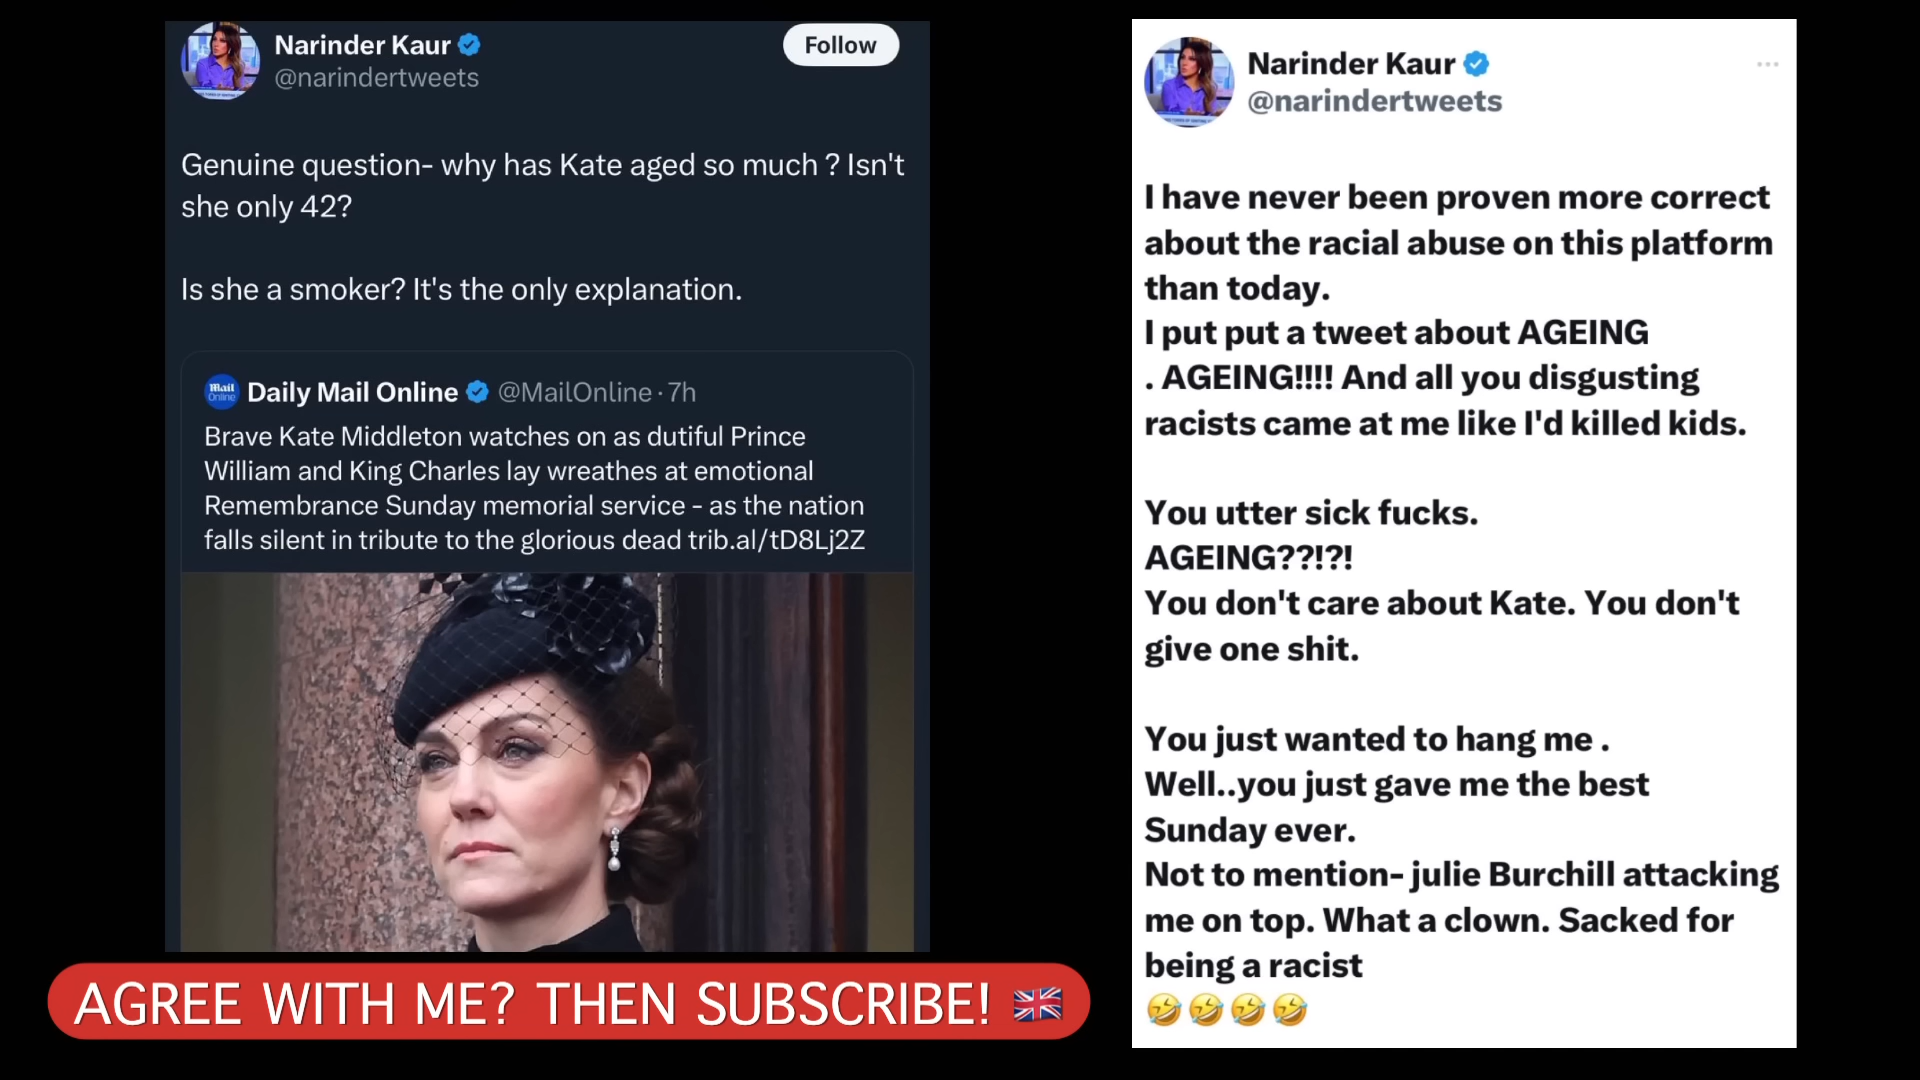 Narinder Kaur
@narindertweets
Follow
Genuine question- why has Kate aged so much ? Isn't
she only 42?
Is she a smoker? It's the only explanation.
Mail
Online
Daily Mail Online @MailOnline · 7h
Brave Kate Middleton watches on as dutiful Prince
William and King Charles lay wreathes at emotional
Remembrance Sunday memorial service - as the nation
falls silent in tribute to the glorious dead trib.al/tD8Lj2Z
AGREE WITH ME? THEN SUBSCRIBE! 🇬🇧
Narinder Kaur
@narindertweets
I have never been proven more correct
about the racial abuse on this platform
than today.
I put put a tweet about AGEING
. AGEING!!!! And all you disgusting
racists came at me like I'd killed kids.
You utter sick fucks.
AGEING??!?!
You don't care about Kate. You don't
give one shit.
You just wanted to hang me .
Well..you just gave me the best
Sunday ever.
Not to mention- julie Burchill attacking
me on top. What a clown. Sacked for
being a racist
🤣🤣🤣🤣